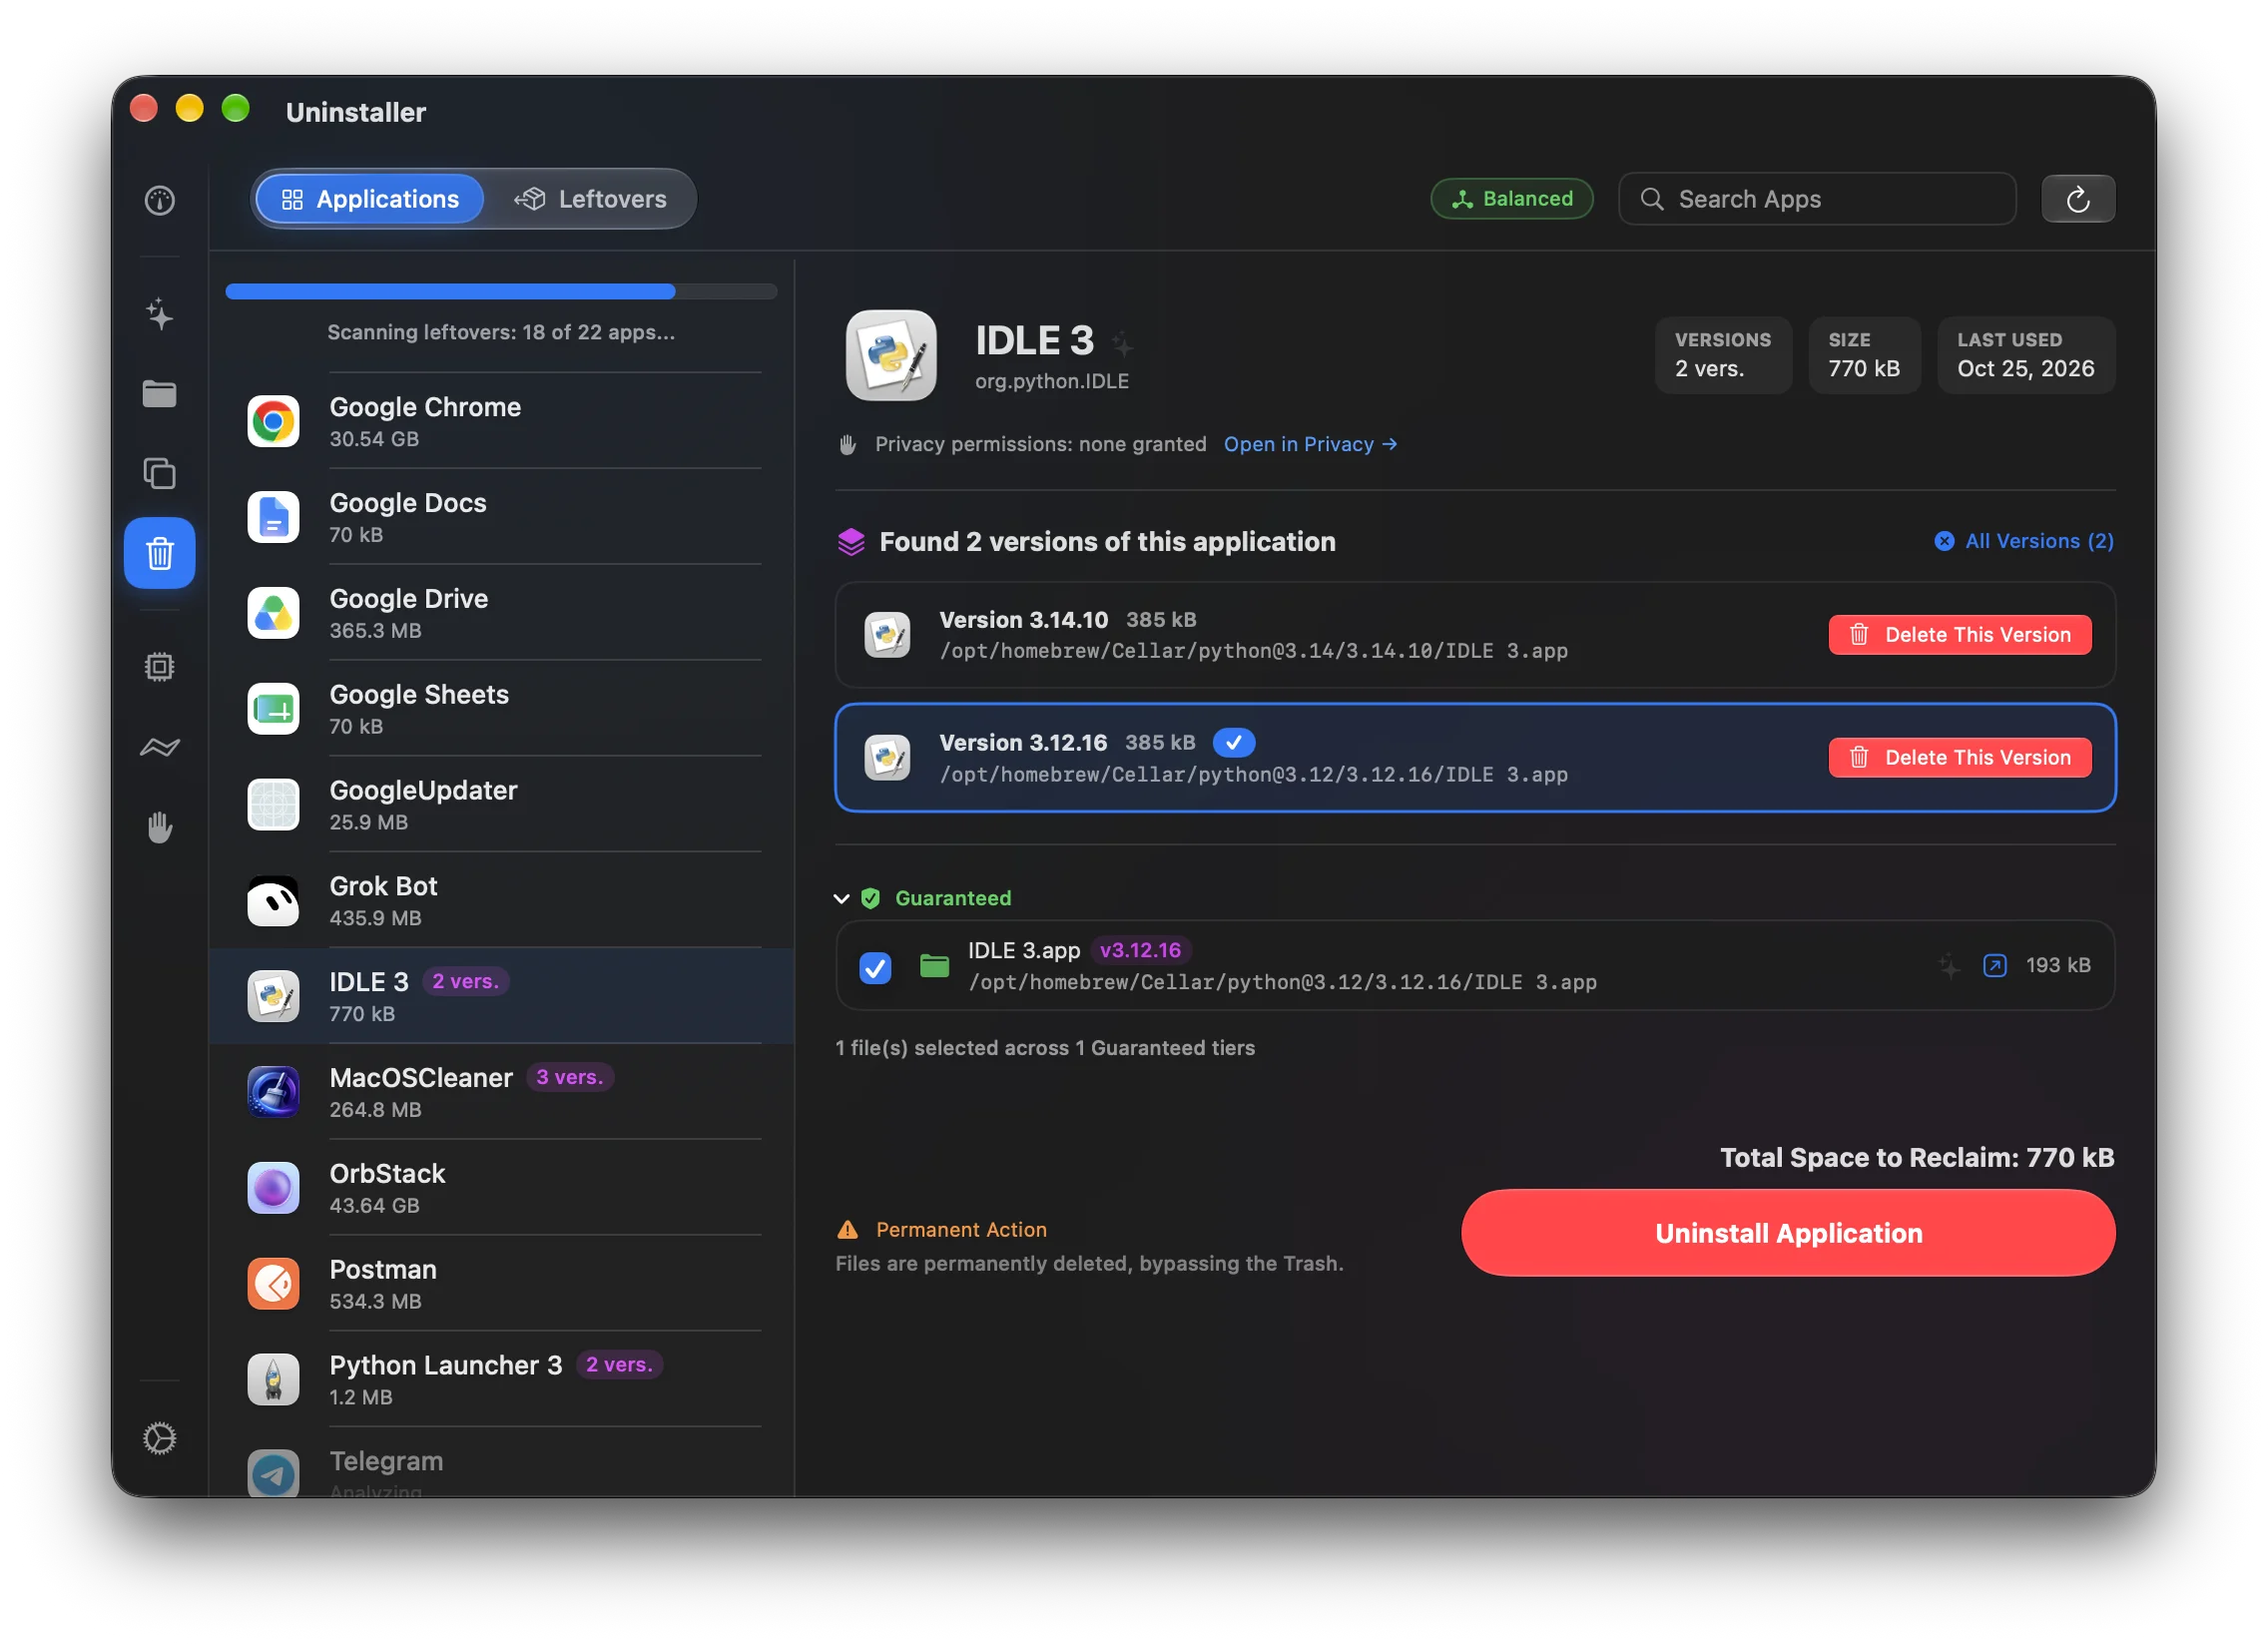 Uninstaller
Applications
Leftovers
Balanced
Search Apps
Scanning leftovers: 18 of 22 apps...
Google Chrome
30.54 GB
Google Docs
70 kB
Google Drive
365.3 MB
Google Sheets
70 kB
GoogleUpdater
25.9 MB
Grok Bot
435.9 MB
IDLE 3 2 vers.
770 kB
MacOSCleaner 3 vers.
264.8 MB
OrbStack
43.64 GB
Postman
534.3 MB
Python Launcher 3 2 vers.
1.2 MB
Telegram
Analyzing
IDLE 3
org.python.IDLE
VERSIONS
2 vers.
SIZE
770 kB
LAST USED
Oct 25, 2026
Privacy permissions: none granted Open in Privacy →
Found 2 versions of this application
All Versions (2)
Version 3.14.10 385 kB
/opt/homebrew/Cellar/python@3.14/3.14.10/IDLE 3.app
Delete This Version
Version 3.12.16 385 kB
/opt/homebrew/Cellar/python@3.12/3.12.16/IDLE 3.app
Delete This Version
Guaranteed
IDLE 3.app v3.12.16
/opt/homebrew/Cellar/python@3.12/3.12.16/IDLE 3.app
193 kB
1 file(s) selected across 1 Guaranteed tiers
Total Space to Reclaim: 770 kB
Permanent Action
Files are permanently deleted, bypassing the Trash.
Uninstall Application